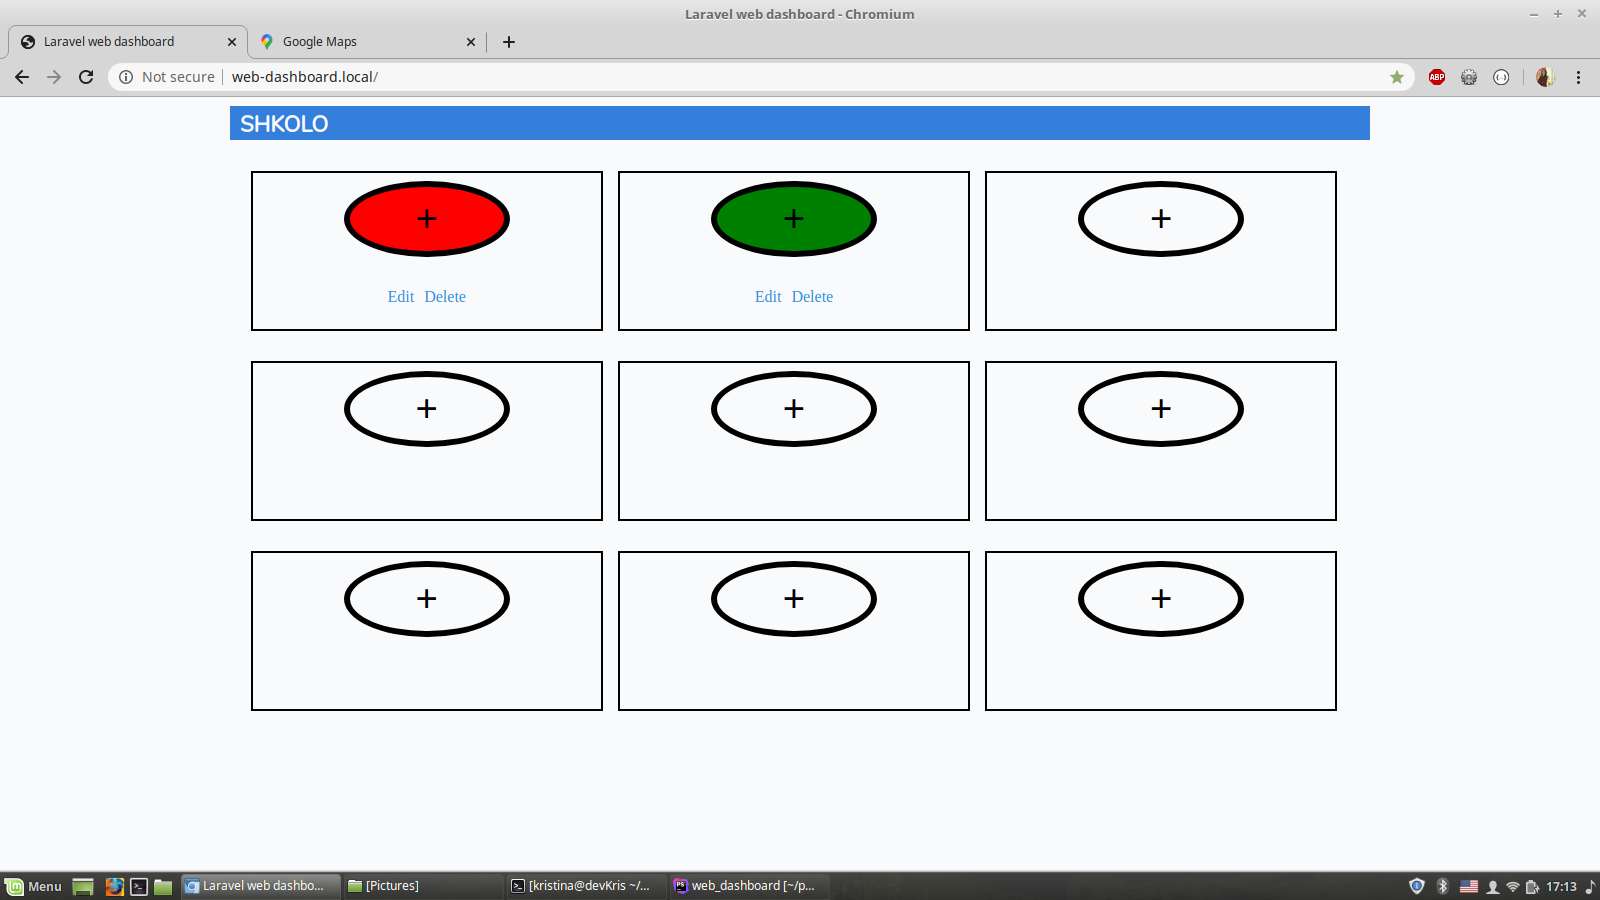 Laravel web dashboard - Chromium
Laravel web dashboard
Google Maps
Not secure
web-dashboard.local/
ABP
SHKOLO
+ + +
Edit Delete Edit Delete
+ + +
+ + +
Menu
Laravel web dashbo...
[Pictures]
[kristina@devKris ~/...
web_dashboard [~/p...
17:13